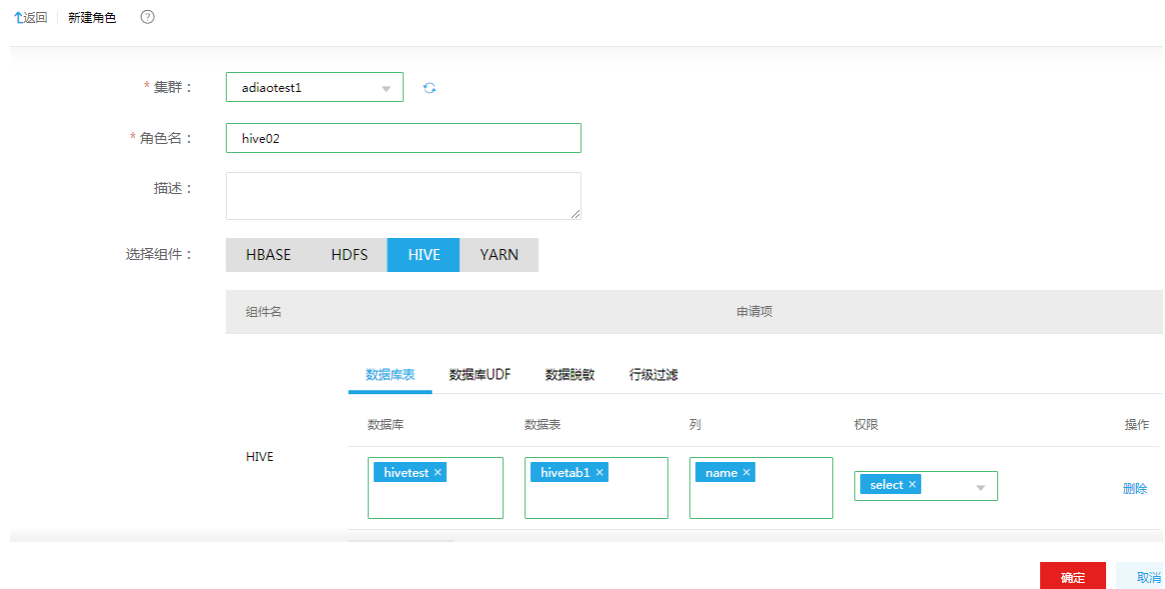 返回 新建角色 ?
* 集群： adiaotest1
* 角色名： hive02
描述：
选择组件： HBASE HDFS HIVE YARN
组件名 申请项
数据库表 数据库UDF 数据脱敏 行级过滤
数据库 数据表 列 权限 操作
HIVE
hivetest × hivetab1 × name × select × 删除
确定 取消